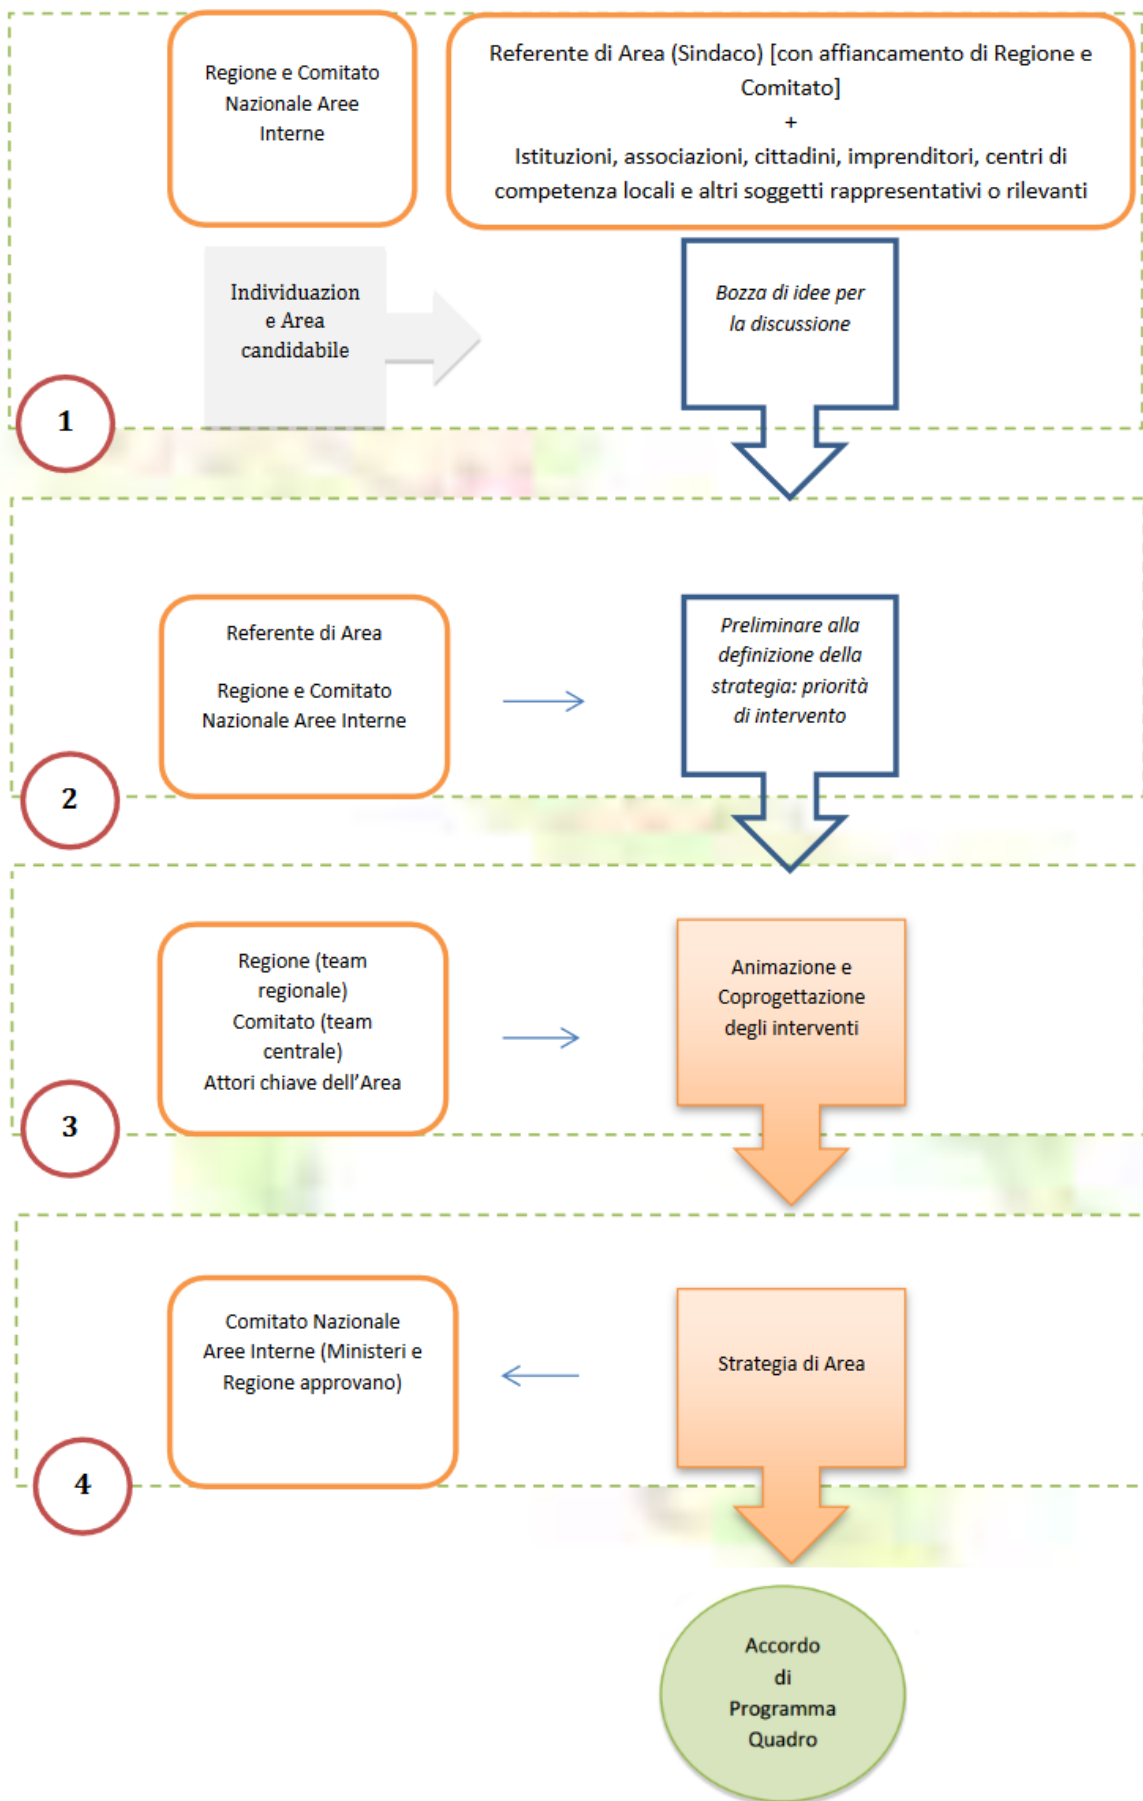 Regione e Comitato
Nazionale Aree
Interne
Referente di Area (Sindaco) [con affiancamento di Regione e
Comitato]
+
Istituzioni, associazioni, cittadini, imprenditori, centri di
competenza locali e altri soggetti rappresentativi o rilevanti
Individuazion
e Area
candidabile
Bozza di idee per
la discussione
1
Referente di Area
Regione e Comitato
Nazionale Aree Interne
Preliminare alla
definizione della
strategia: priorità
di intervento
2
Regione (team
regionale)
Comitato (team
centrale)
Attori chiave dell'Area
Animazione e
Coprogettazione
degli interventi
3
Comitato Nazionale
Aree Interne (Ministeri e
Regione approvano)
Strategia di Area
4
Accordo
di
Programma
Quadro